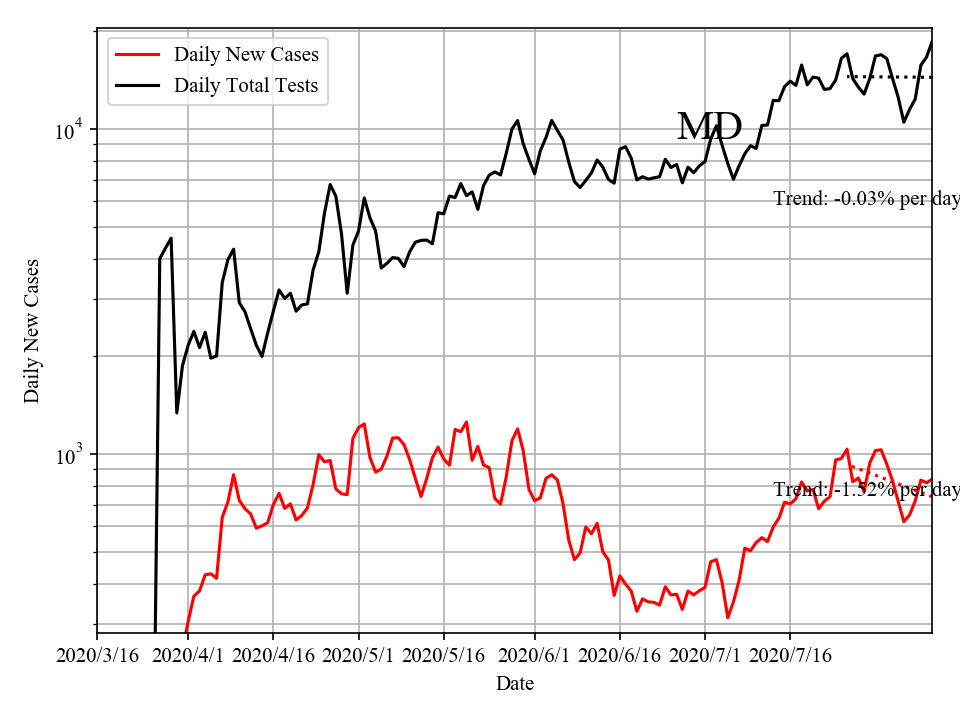 Daily New Cases
Daily Total Tests
MD
Trend: -0.03% per day
Trend: -1.52% per day
10^4
10^3
Daily New Cases
2020/3/16 2020/4/1 2020/4/16 2020/5/1 2020/5/16 2020/6/1 2020/6/16 2020/7/1 2020/7/16
Date